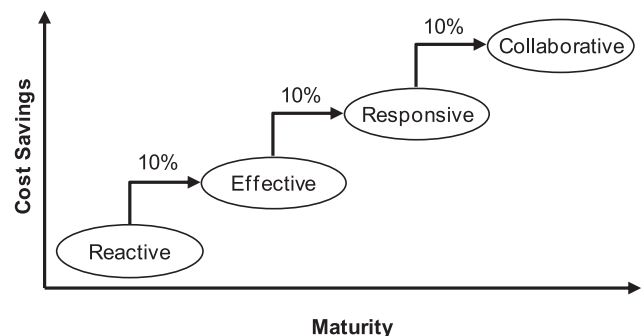 10%
Collaborative
10%
Responsive
10%
Effective
Reactive
Cost Savings
Maturity